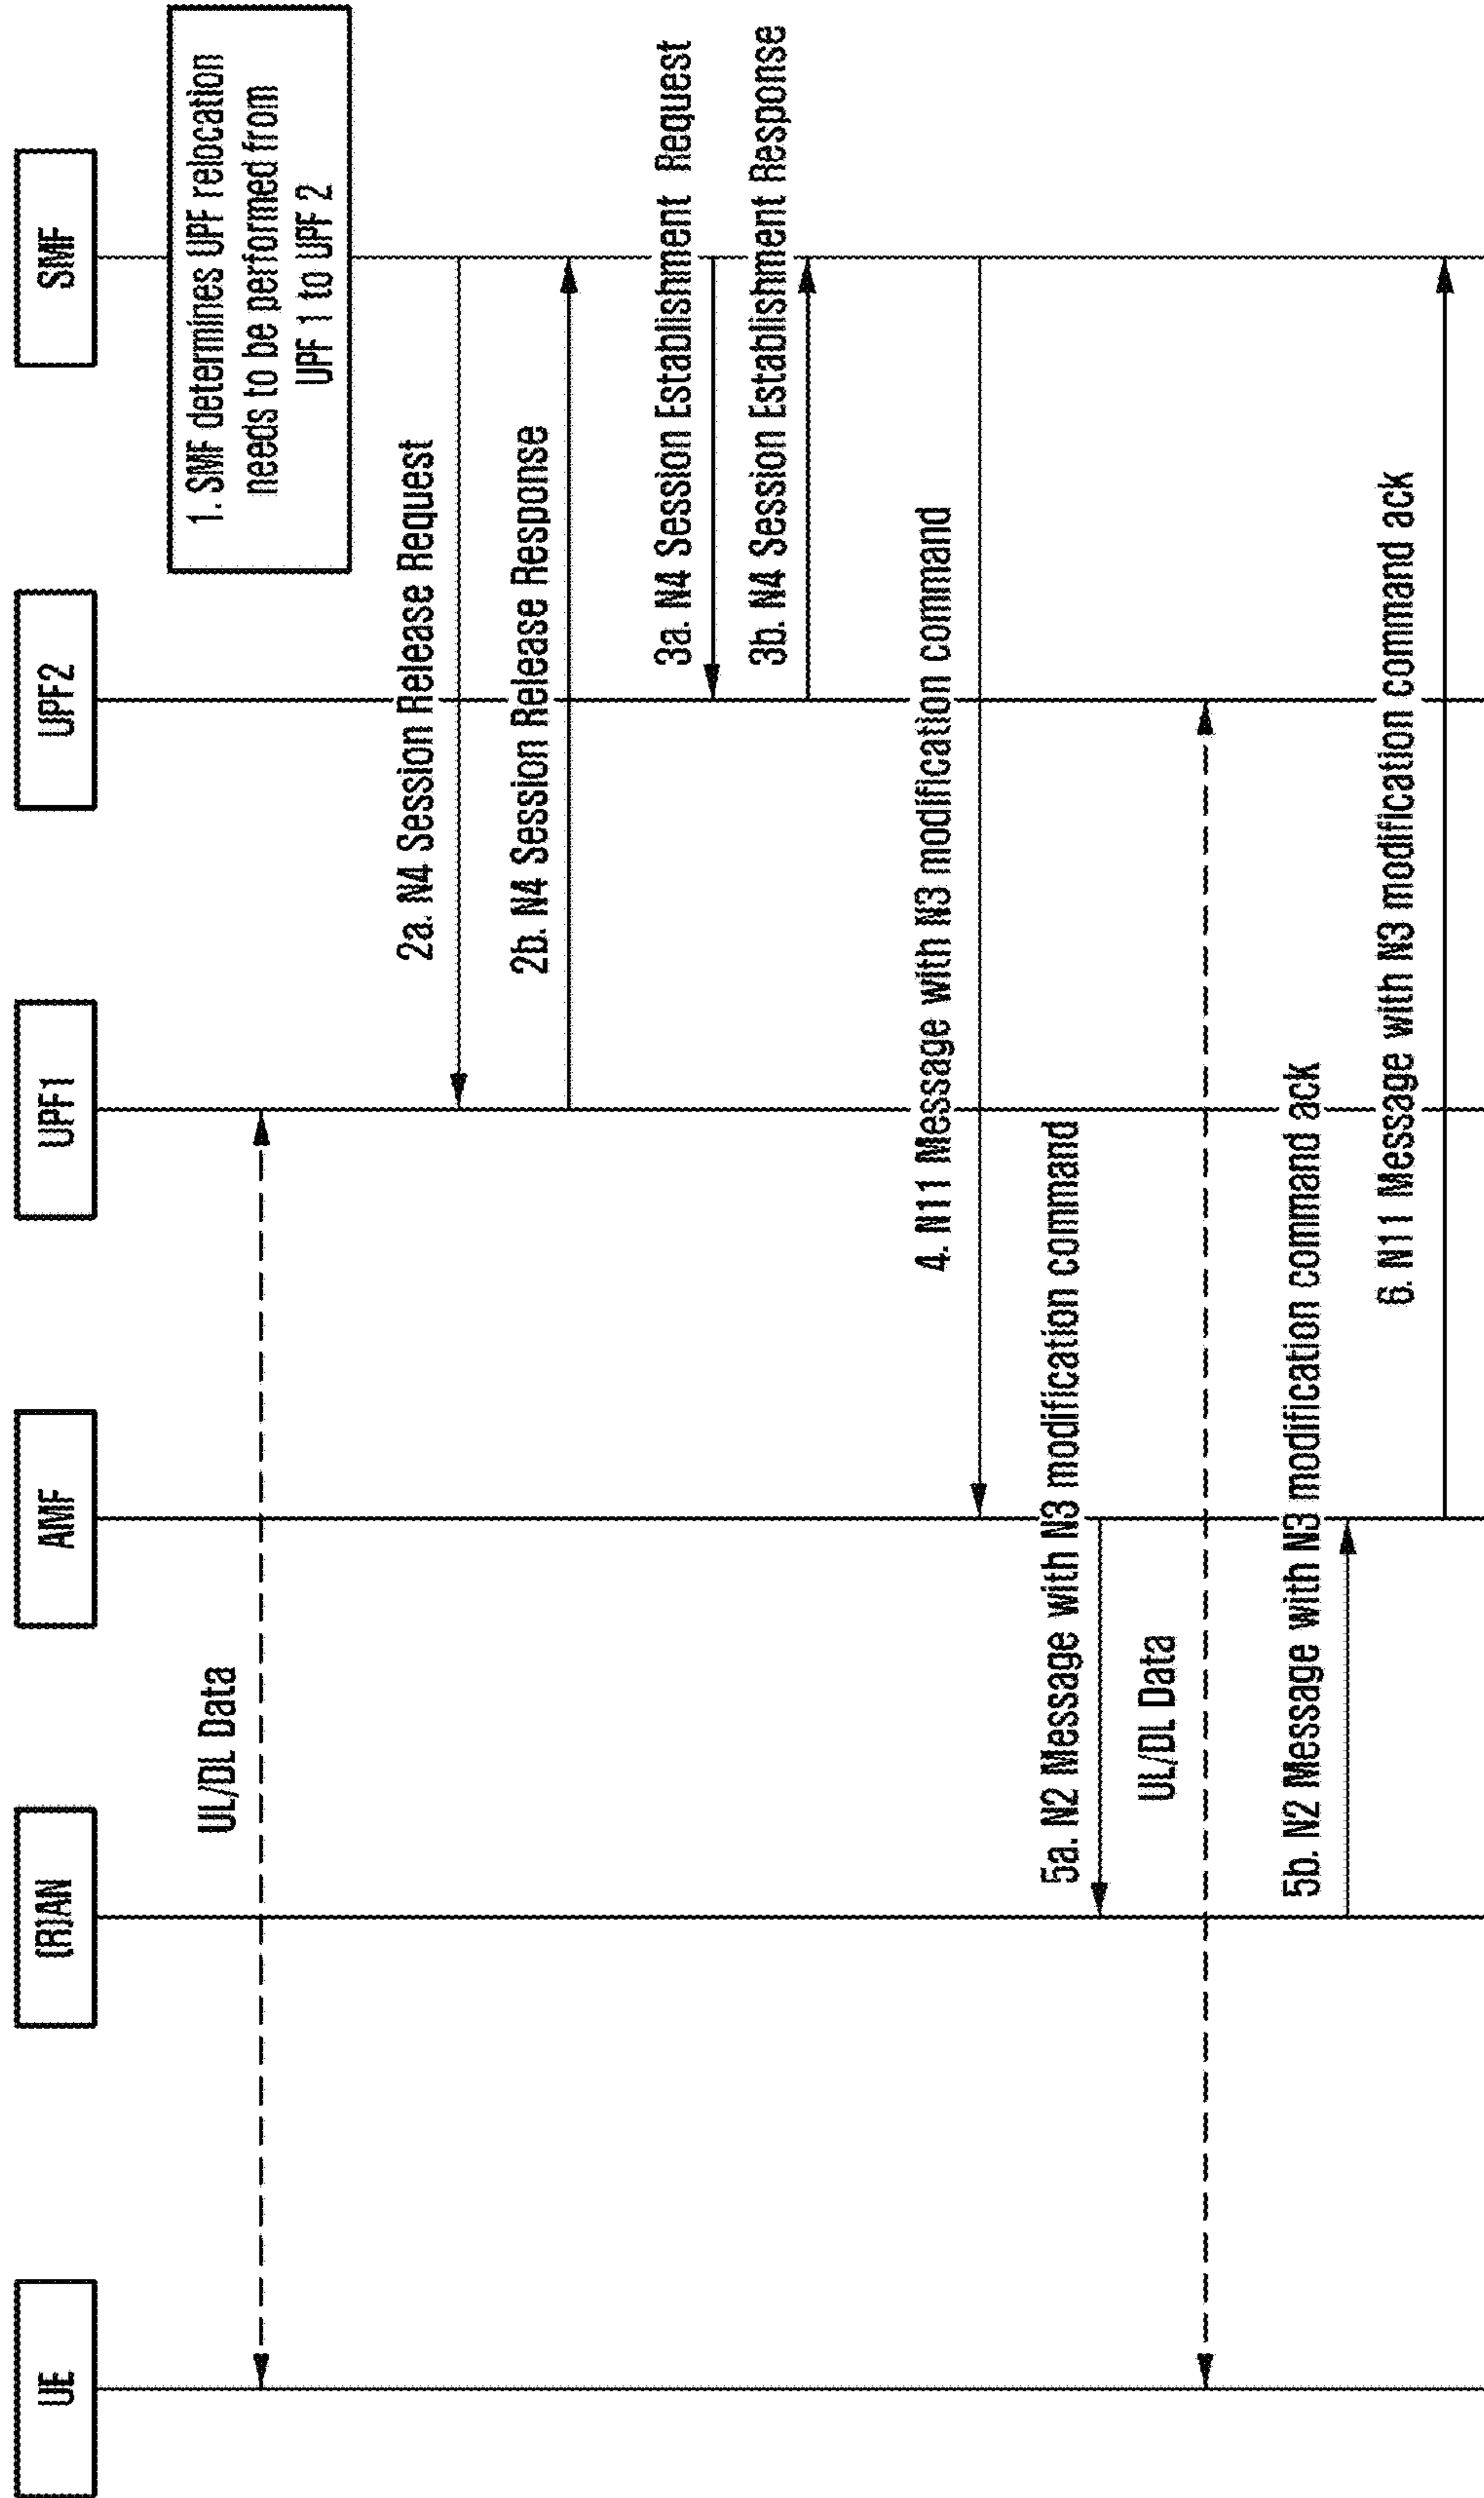 UE
(R)AN
AMF
UPF1
UPF2
SMF
UL/DL Data
1. SMF determines UPF relocation
needs to be performed from
UPF 1 to UPF 2
2a. N4 Session Release Request
2b. N4 Session Release Response
3a. N4 Session Establishment Request
3b. N4 Session Establishment Response
4. N11 Message with N3 modification command
5a. N2 Message with N3 modification command
UL/DL Data
5b. N2 Message with N3 modification command ack
6. N11 Message with N3 modification command ack